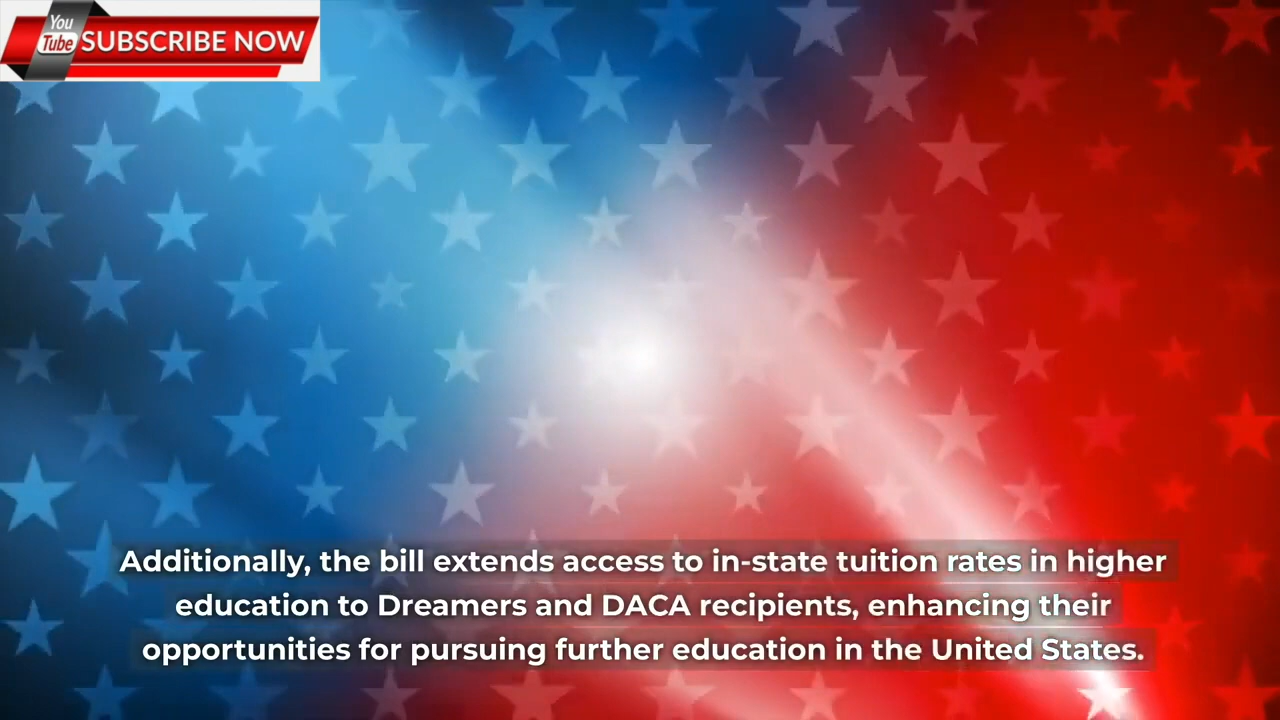 You
Tube
SUBSCRIBE NOW
Additionally, the bill extends access to in-state tuition rates in higher
education to Dreamers and DACA recipients, enhancing their
opportunities for pursuing further education in the United States.